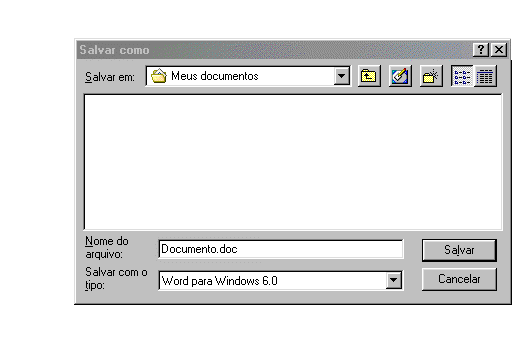 Salvar como
Salvar em: Meus documentos
Nome do
arquivo: Documento.doc
Salvar
Salvar com o
tipo: Word para Windows 6.0
Cancelar